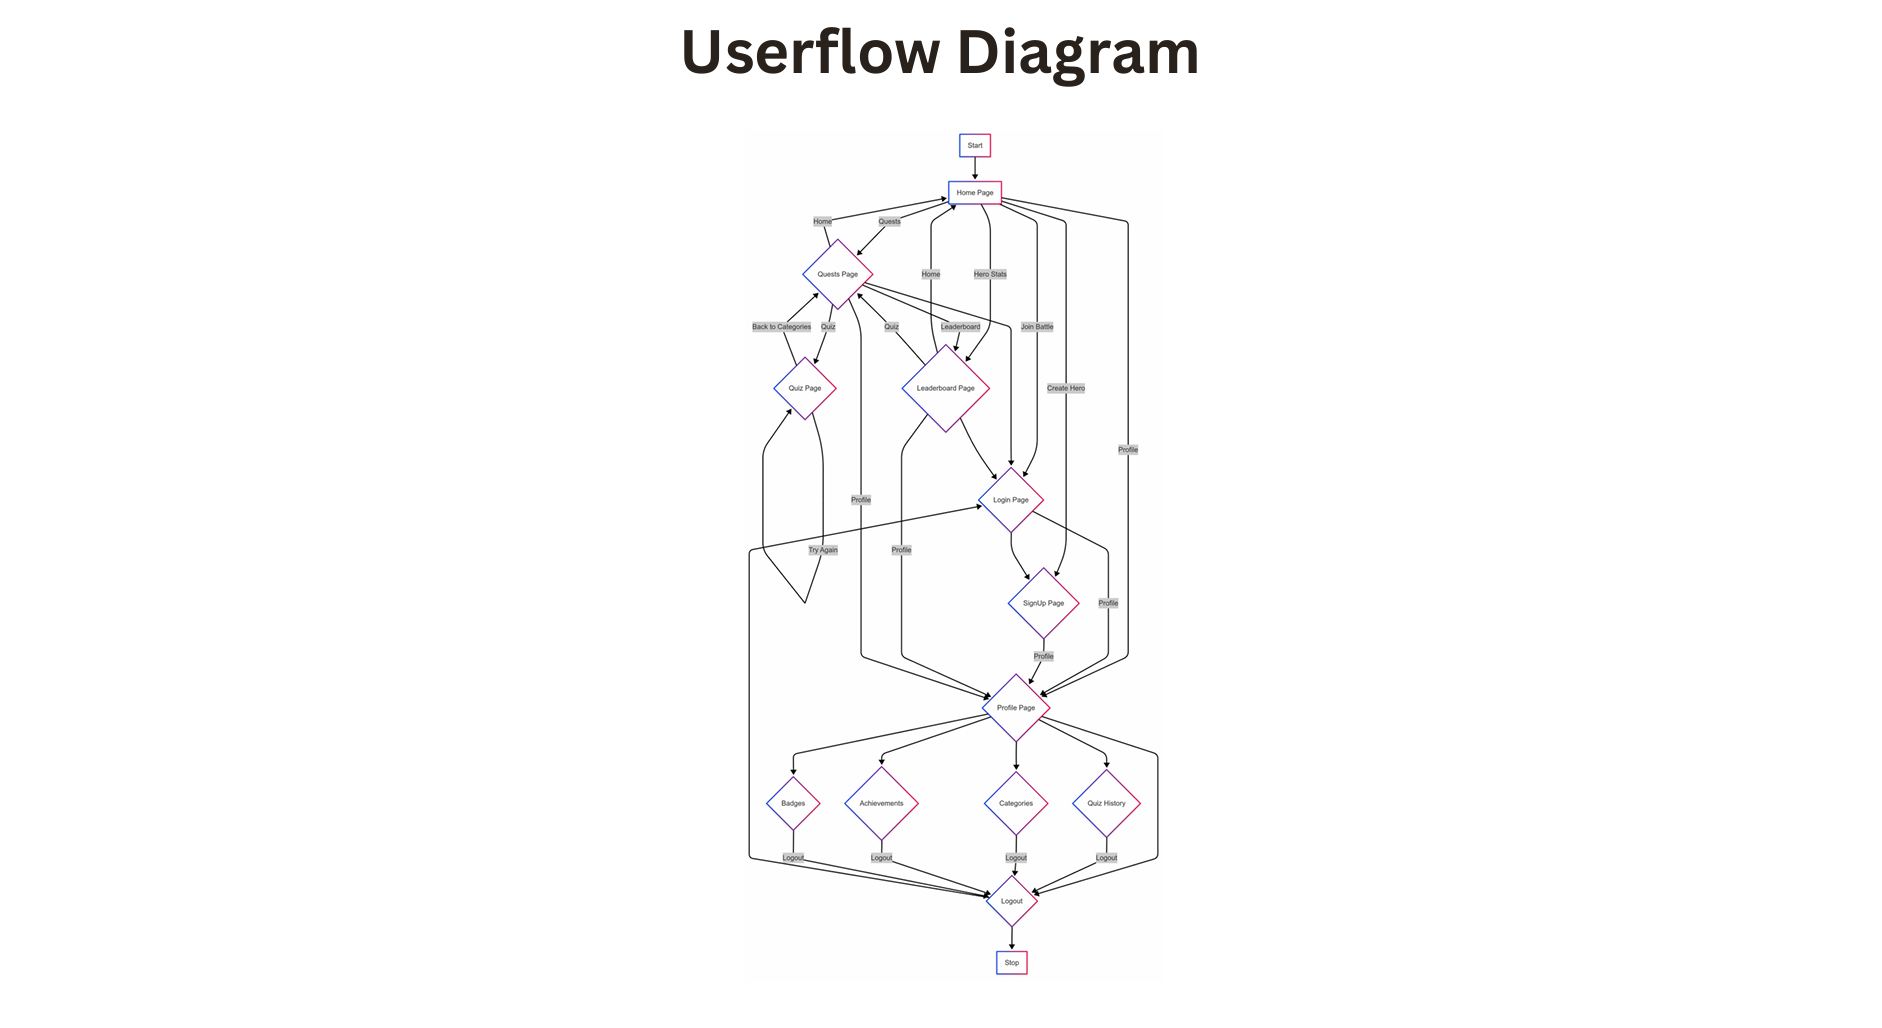 Userflow Diagram
Start
Home Page
Home
Quests
Quests Page
Home
Hero Stats
Back to Categories
Quiz
Quiz
Leaderboard
Join Battle
Quiz Page
Leaderboard Page
Create Hero
Profile
Login Page
Profile
Try Again
Profile
SignUp Page
Profile
Profile
Profile Page
Badges
Achievements
Categories
Quiz History
Logout
Logout
Logout
Logout
Logout
Stop